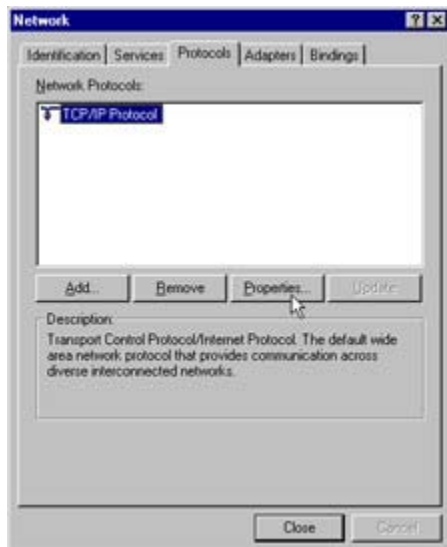 Network
Identification Services Protocols Adapters Bindings
Network Protocols:
TCP/IP Protocol
Add... Remove Properties... Update
Description:
Transport Control Protocol/Internet Protocol. The default wide
area network protocol that provides communication across
diverse interconnected networks.
Close Cancel